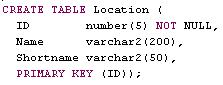 CREATE TABLE Location (
  ID        number(5) NOT NULL,
  Name      varchar2(200),
  Shortname varchar2(50),
  PRIMARY KEY (ID));